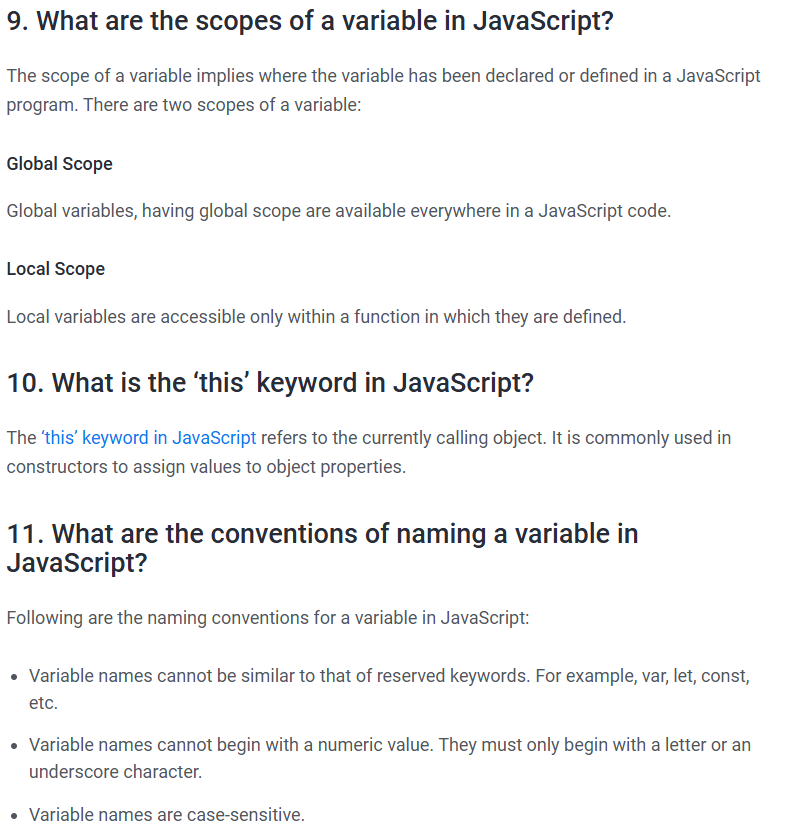 9. What are the scopes of a variable in JavaScript?
The scope of a variable implies where the variable has been declared or defined in a JavaScript
program. There are two scopes of a variable:
Global Scope
Global variables, having global scope are available everywhere in a JavaScript code.
Local Scope
Local variables are accessible only within a function in which they are defined.
10. What is the ‘this’ keyword in JavaScript?
The ‘this’ keyword in JavaScript refers to the currently calling object. It is commonly used in
constructors to assign values to object properties.
11. What are the conventions of naming a variable in
JavaScript?
Following are the naming conventions for a variable in JavaScript:
• Variable names cannot be similar to that of reserved keywords. For example, var, let, const,
etc.
• Variable names cannot begin with a numeric value. They must only begin with a letter or an
underscore character.
• Variable names are case-sensitive.